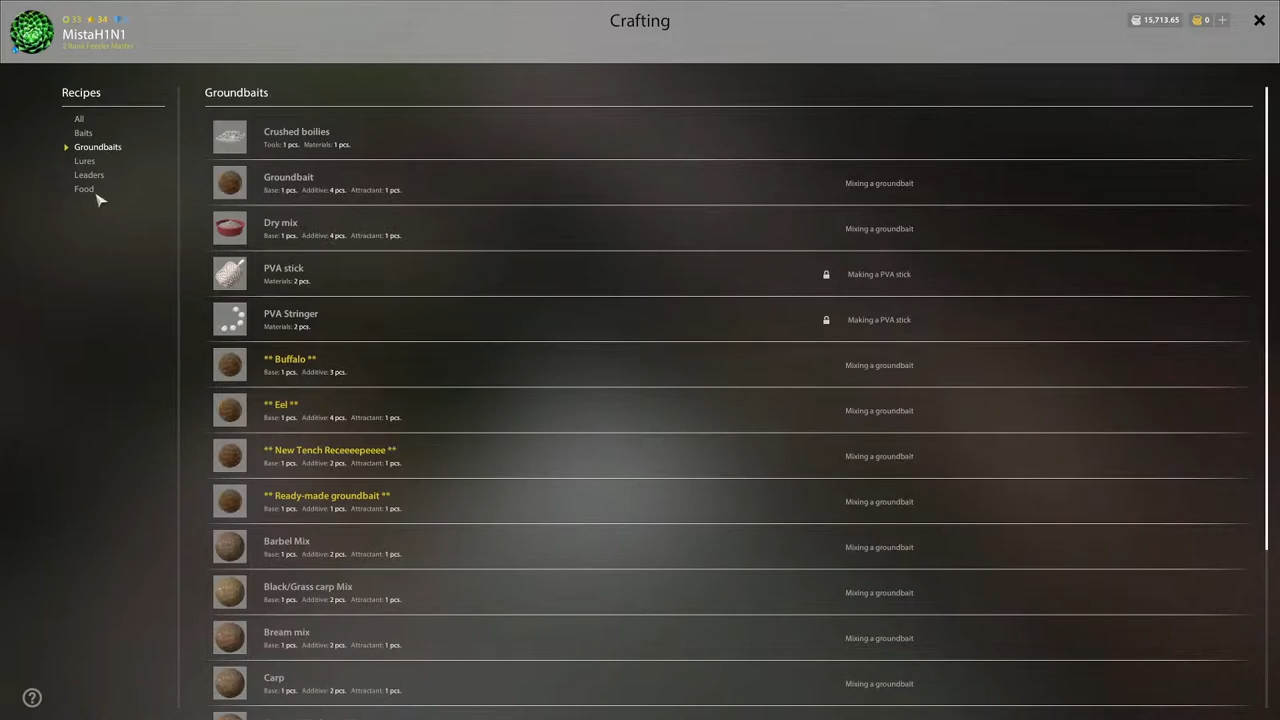 33 34
MistaH1N1
2 Rank Feeder Master
Crafting
15,713.65
0
Recipes
All
Baits
Groundbaits
Lures
Leaders
Food
Groundbaits
Crushed boilies
Tools: 1 pcs. Materials: 1 pcs.
Groundbait
Base: 1 pcs. Additive: 4 pcs. Attractant: 1 pcs.
Mixing a groundbait
Dry mix
Base: 1 pcs. Additive: 4 pcs. Attractant: 1 pcs.
Mixing a groundbait
PVA stick
Materials: 2 pcs.
Making a PVA stick
PVA Stringer
Materials: 2 pcs.
Making a PVA stick
** Buffalo **
Base: 1 pcs. Additive: 3 pcs.
Mixing a groundbait
** Eel **
Base: 1 pcs. Additive: 4 pcs. Attractant: 1 pcs.
Mixing a groundbait
** New Tench Receeeepeeee **
Base: 1 pcs. Additive: 2 pcs. Attractant: 1 pcs.
Mixing a groundbait
** Ready-made groundbait **
Base: 1 pcs. Additive: 1 pcs. Attractant: 1 pcs.
Mixing a groundbait
Barbel Mix
Base: 1 pcs. Additive: 2 pcs. Attractant: 1 pcs.
Mixing a groundbait
Black/Grass carp Mix
Base: 1 pcs. Additive: 2 pcs. Attractant: 1 pcs.
Mixing a groundbait
Bream mix
Base: 1 pcs. Additive: 2 pcs. Attractant: 1 pcs.
Mixing a groundbait
Carp
Base: 1 pcs. Additive: 2 pcs. Attractant: 1 pcs.
Mixing a groundbait